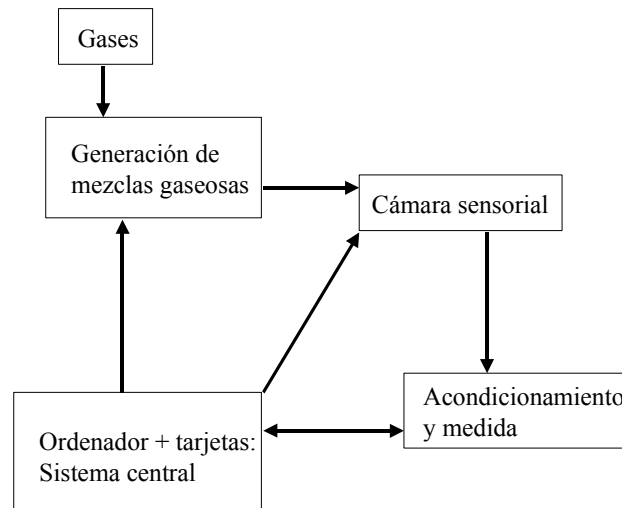 Gases
Generación de
mezclas gaseosas
Cámara sensorial
Acondicionamiento
y medida
Ordenador + tarjetas:
Sistema central